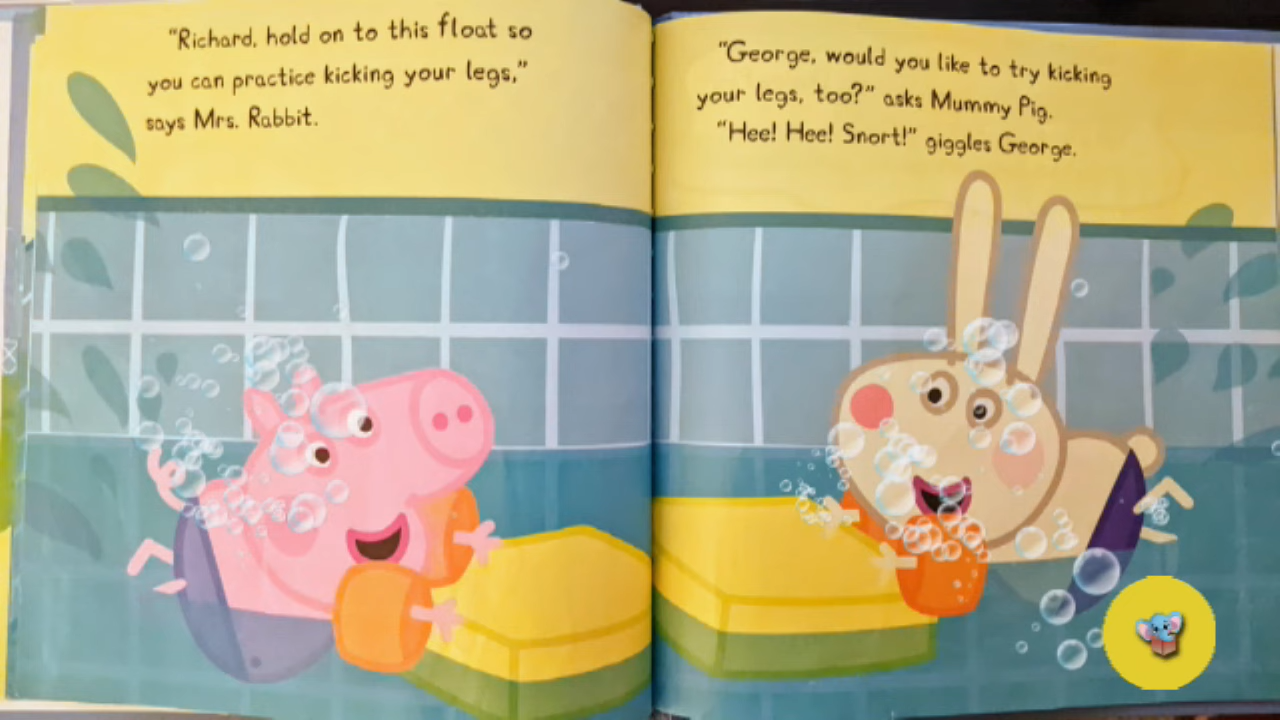 "Richard, hold on to this float so
you can practice kicking your legs,"
says Mrs. Rabbit.
"George, would you like to try kicking
your legs, too?" asks Mummy Pig.
"Hee! Hee! Snort!" giggles George.